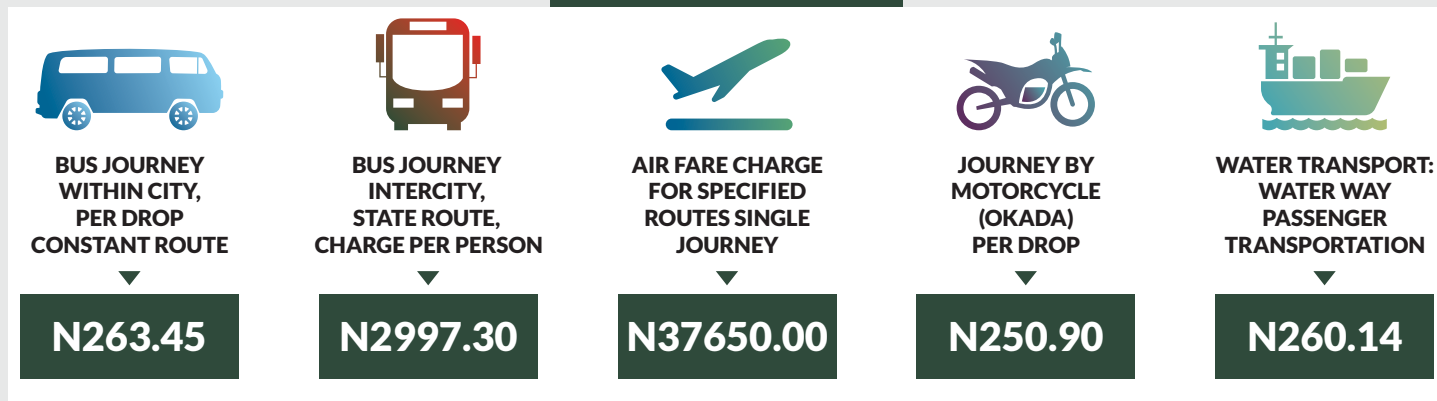 BUS JOURNEY
WITHIN CITY,
PER DROP
CONSTANT ROUTE
N263.45
BUS JOURNEY
INTERCITY,
STATE ROUTE,
CHARGE PER PERSON
N2997.30
AIR FARE CHARGE
FOR SPECIFIED
ROUTES SINGLE
JOURNEY
N37650.00
JOURNEY BY
MOTORCYCLE
(OKADA)
PER DROP
N250.90
WATER TRANSPORT:
WATER WAY
PASSENGER
TRANSPORTATION
N260.14